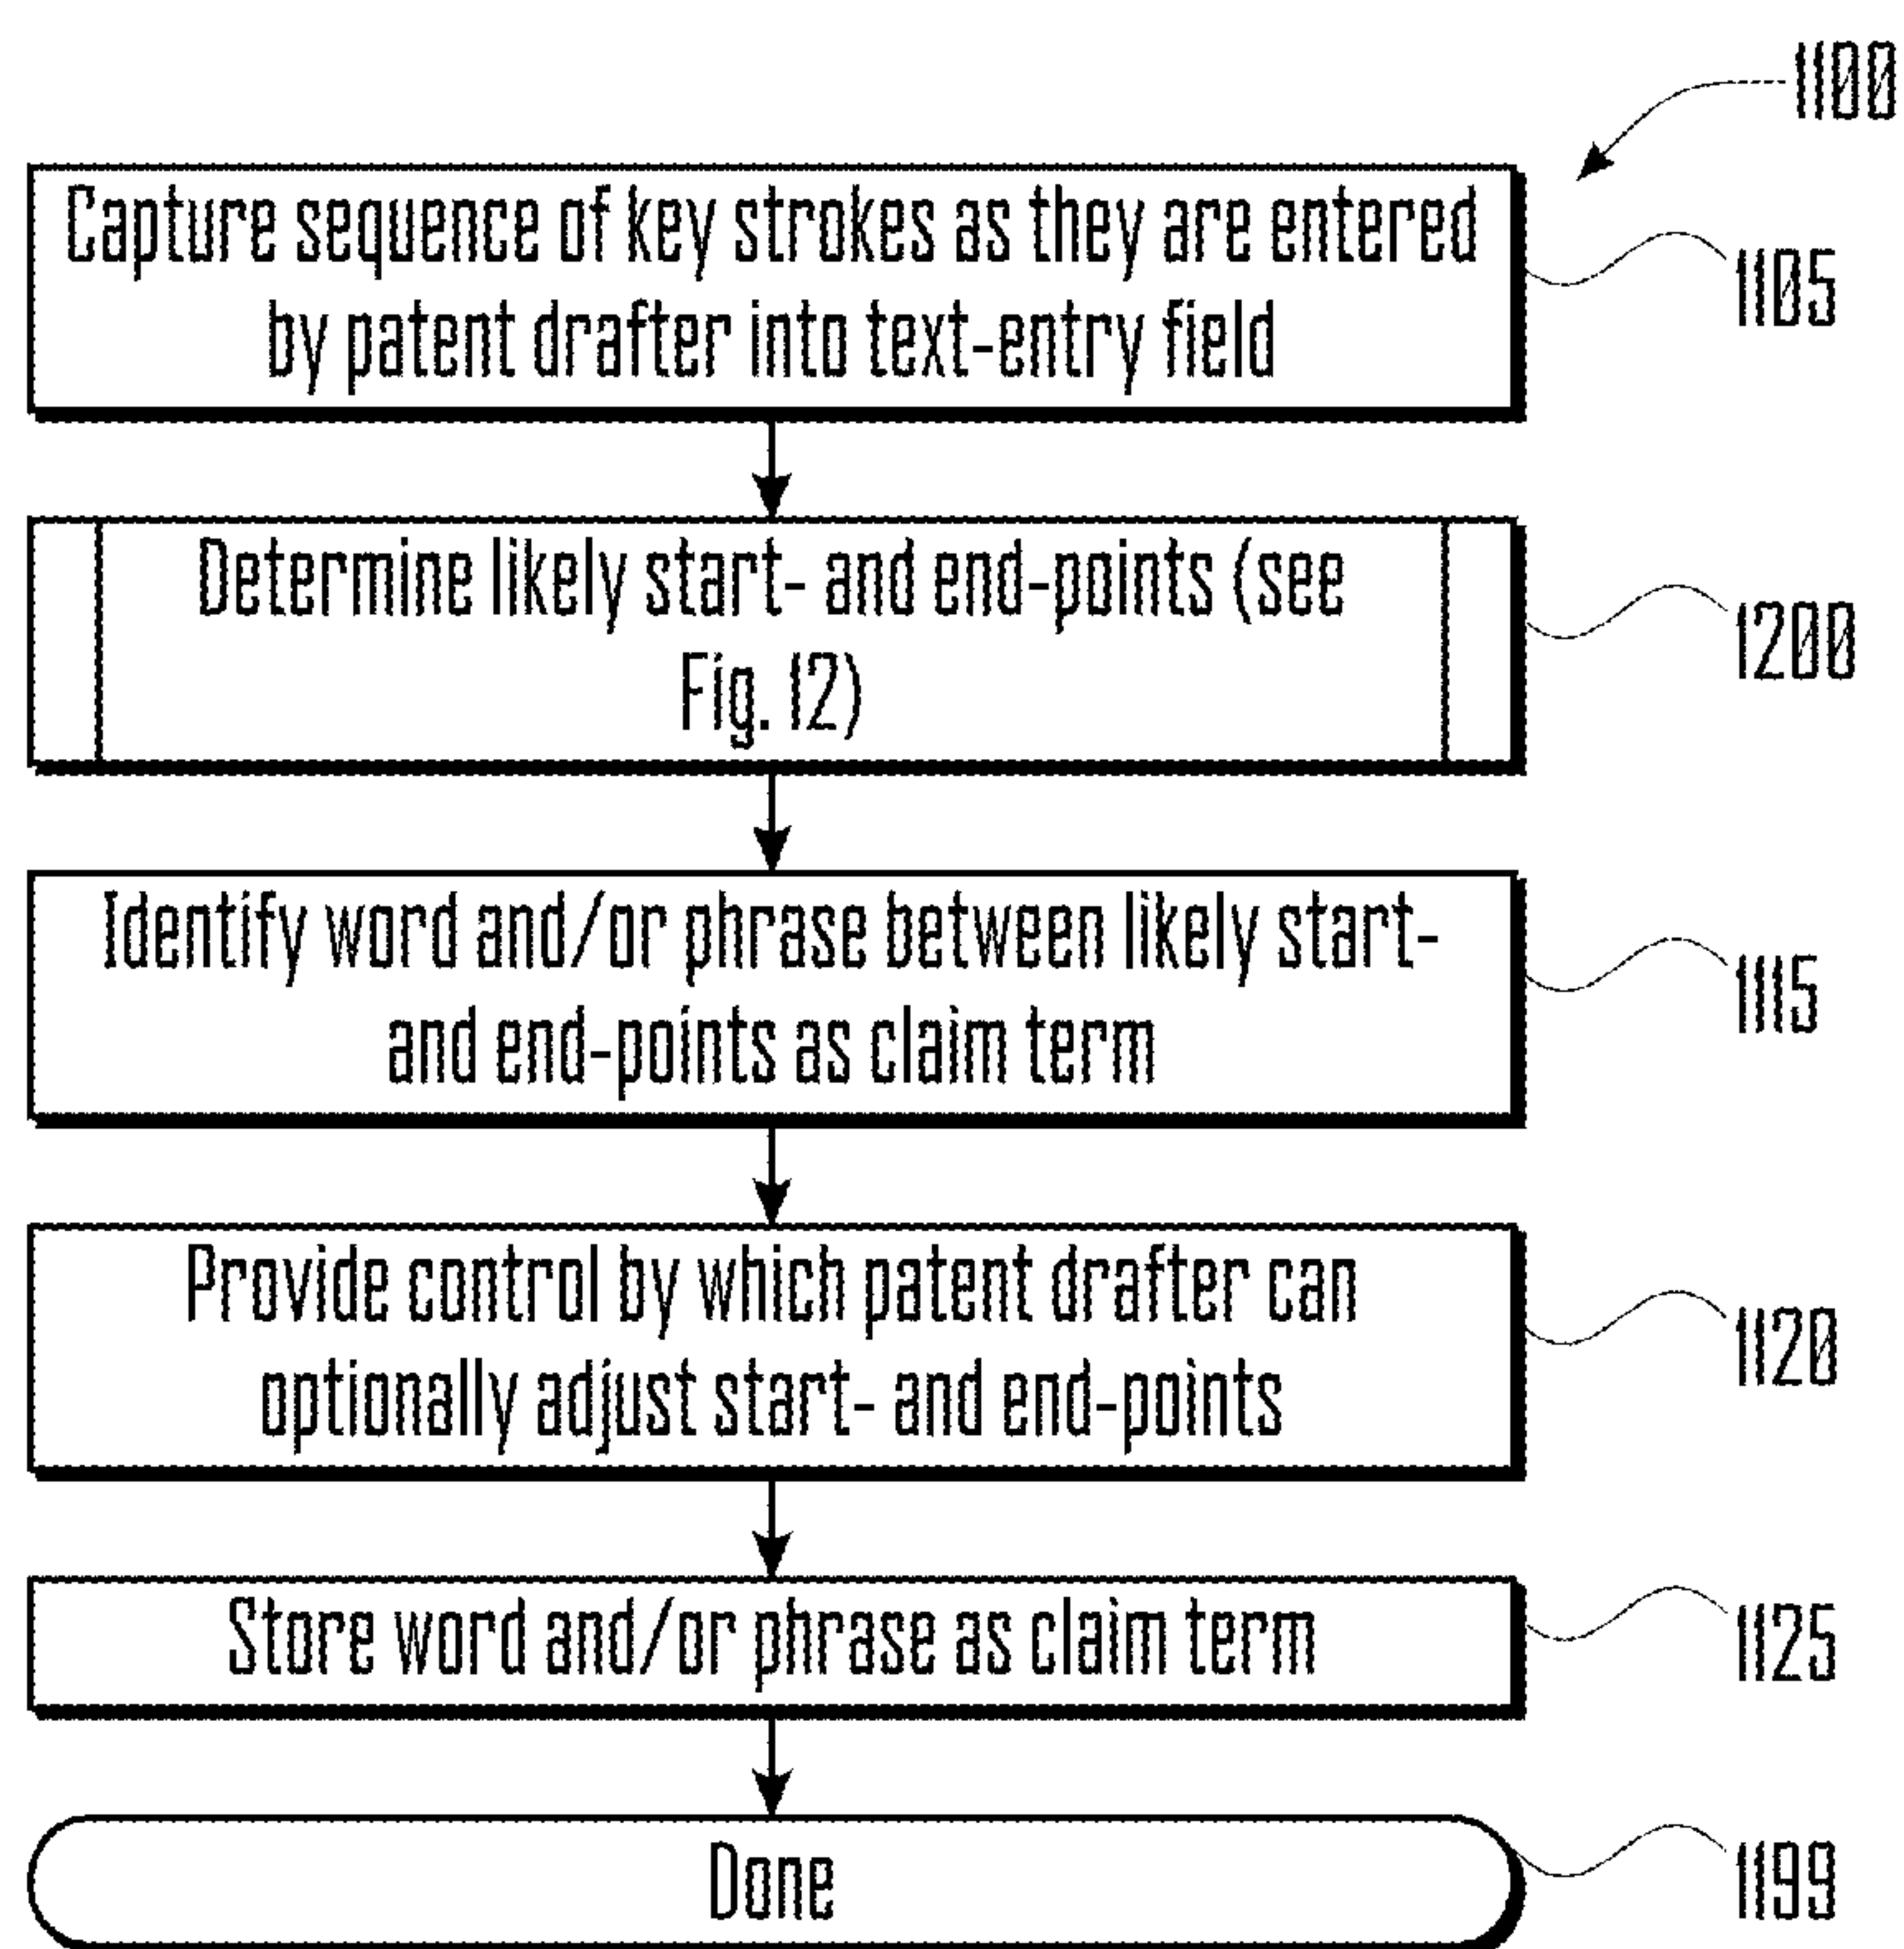 1100
Capture sequence of key strokes as they are entered
by patent drafter into text-entry field
1105
Determine likely start- and end-points (see
Fig. 12)
1200
Identify word and/or phrase between likely start-
and end-points as claim term
1115
Provide control by which patent drafter can
optionally adjust start- and end-points
1120
Store word and/or phrase as claim term
1125
Done
1199